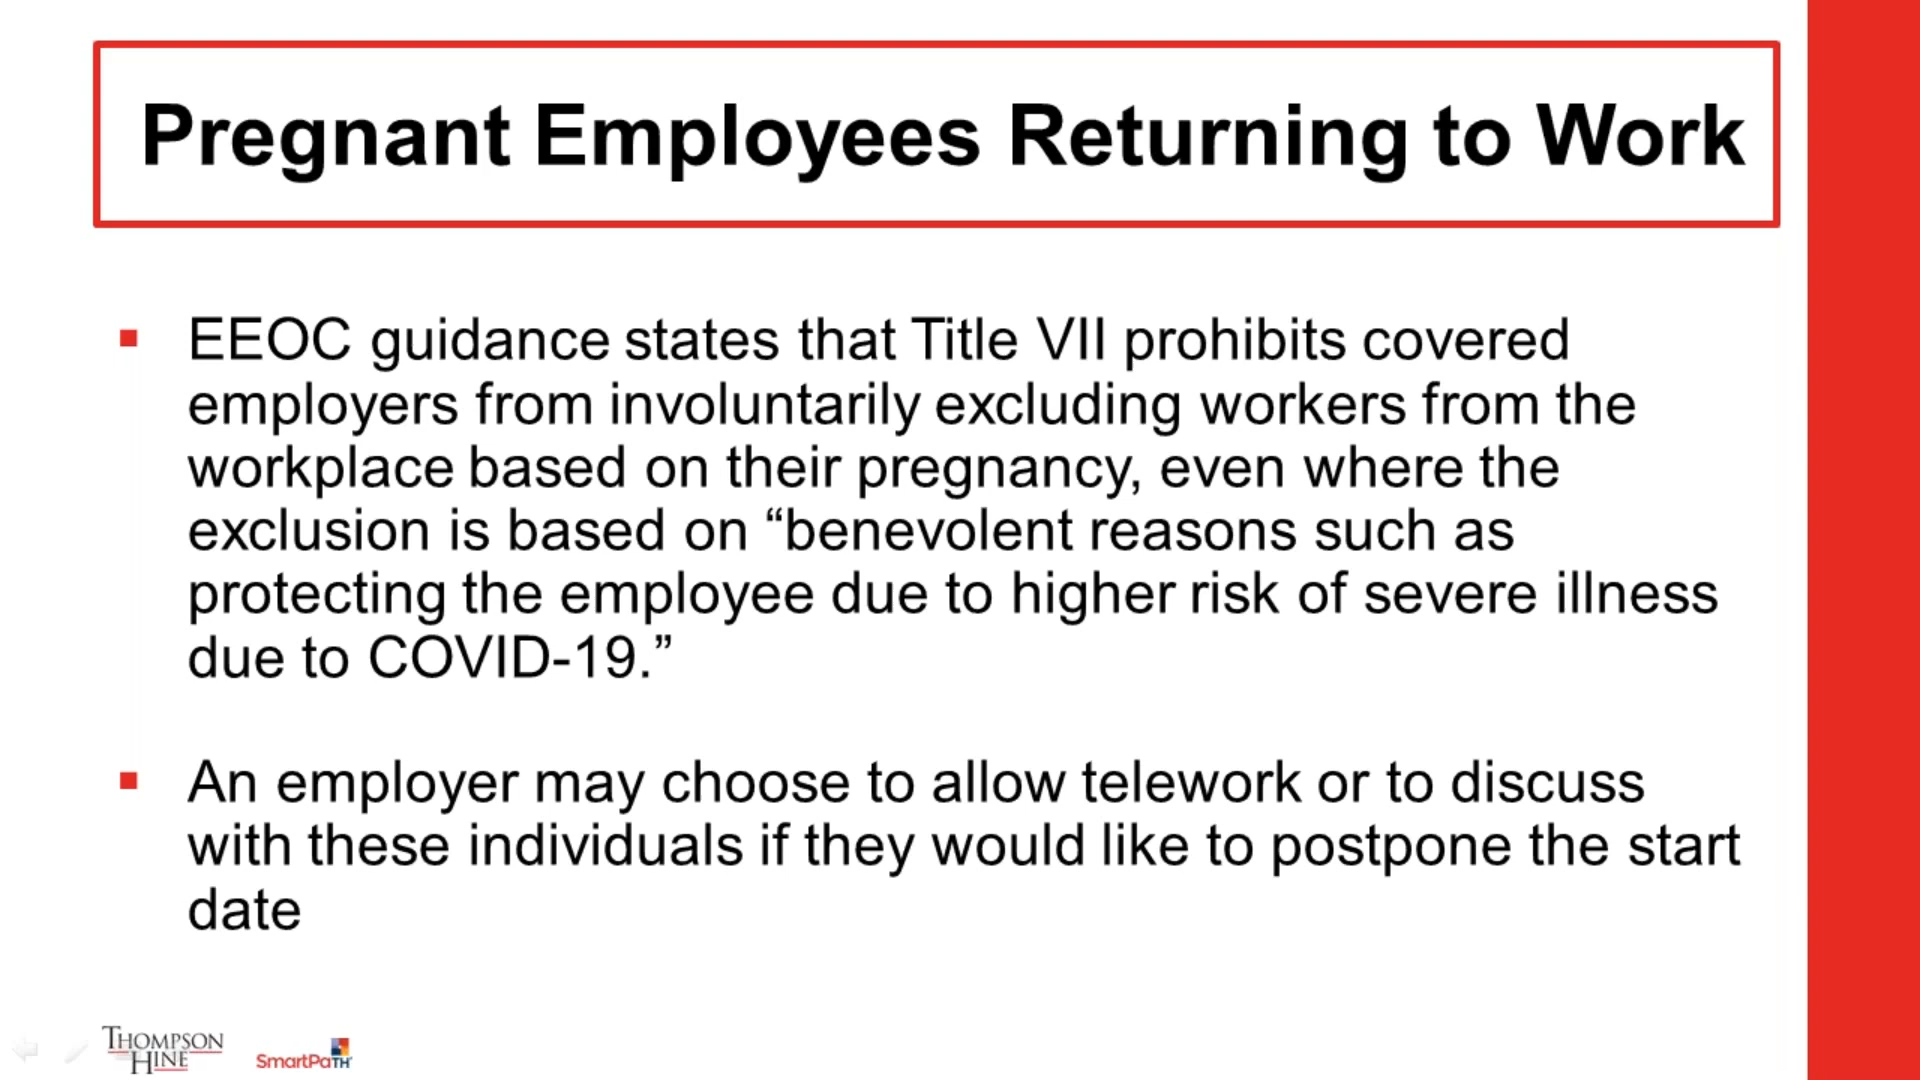 Pregnant Employees Returning to Work
▪ EEOC guidance states that Title VII prohibits covered
employers from involuntarily excluding workers from the
workplace based on their pregnancy, even where the
exclusion is based on “benevolent reasons such as
protecting the employee due to higher risk of severe illness
due to COVID-19.”
▪ An employer may choose to allow telework or to discuss
with these individuals if they would like to postpone the start
date
THOMPSON
HINE
SmartPaTH